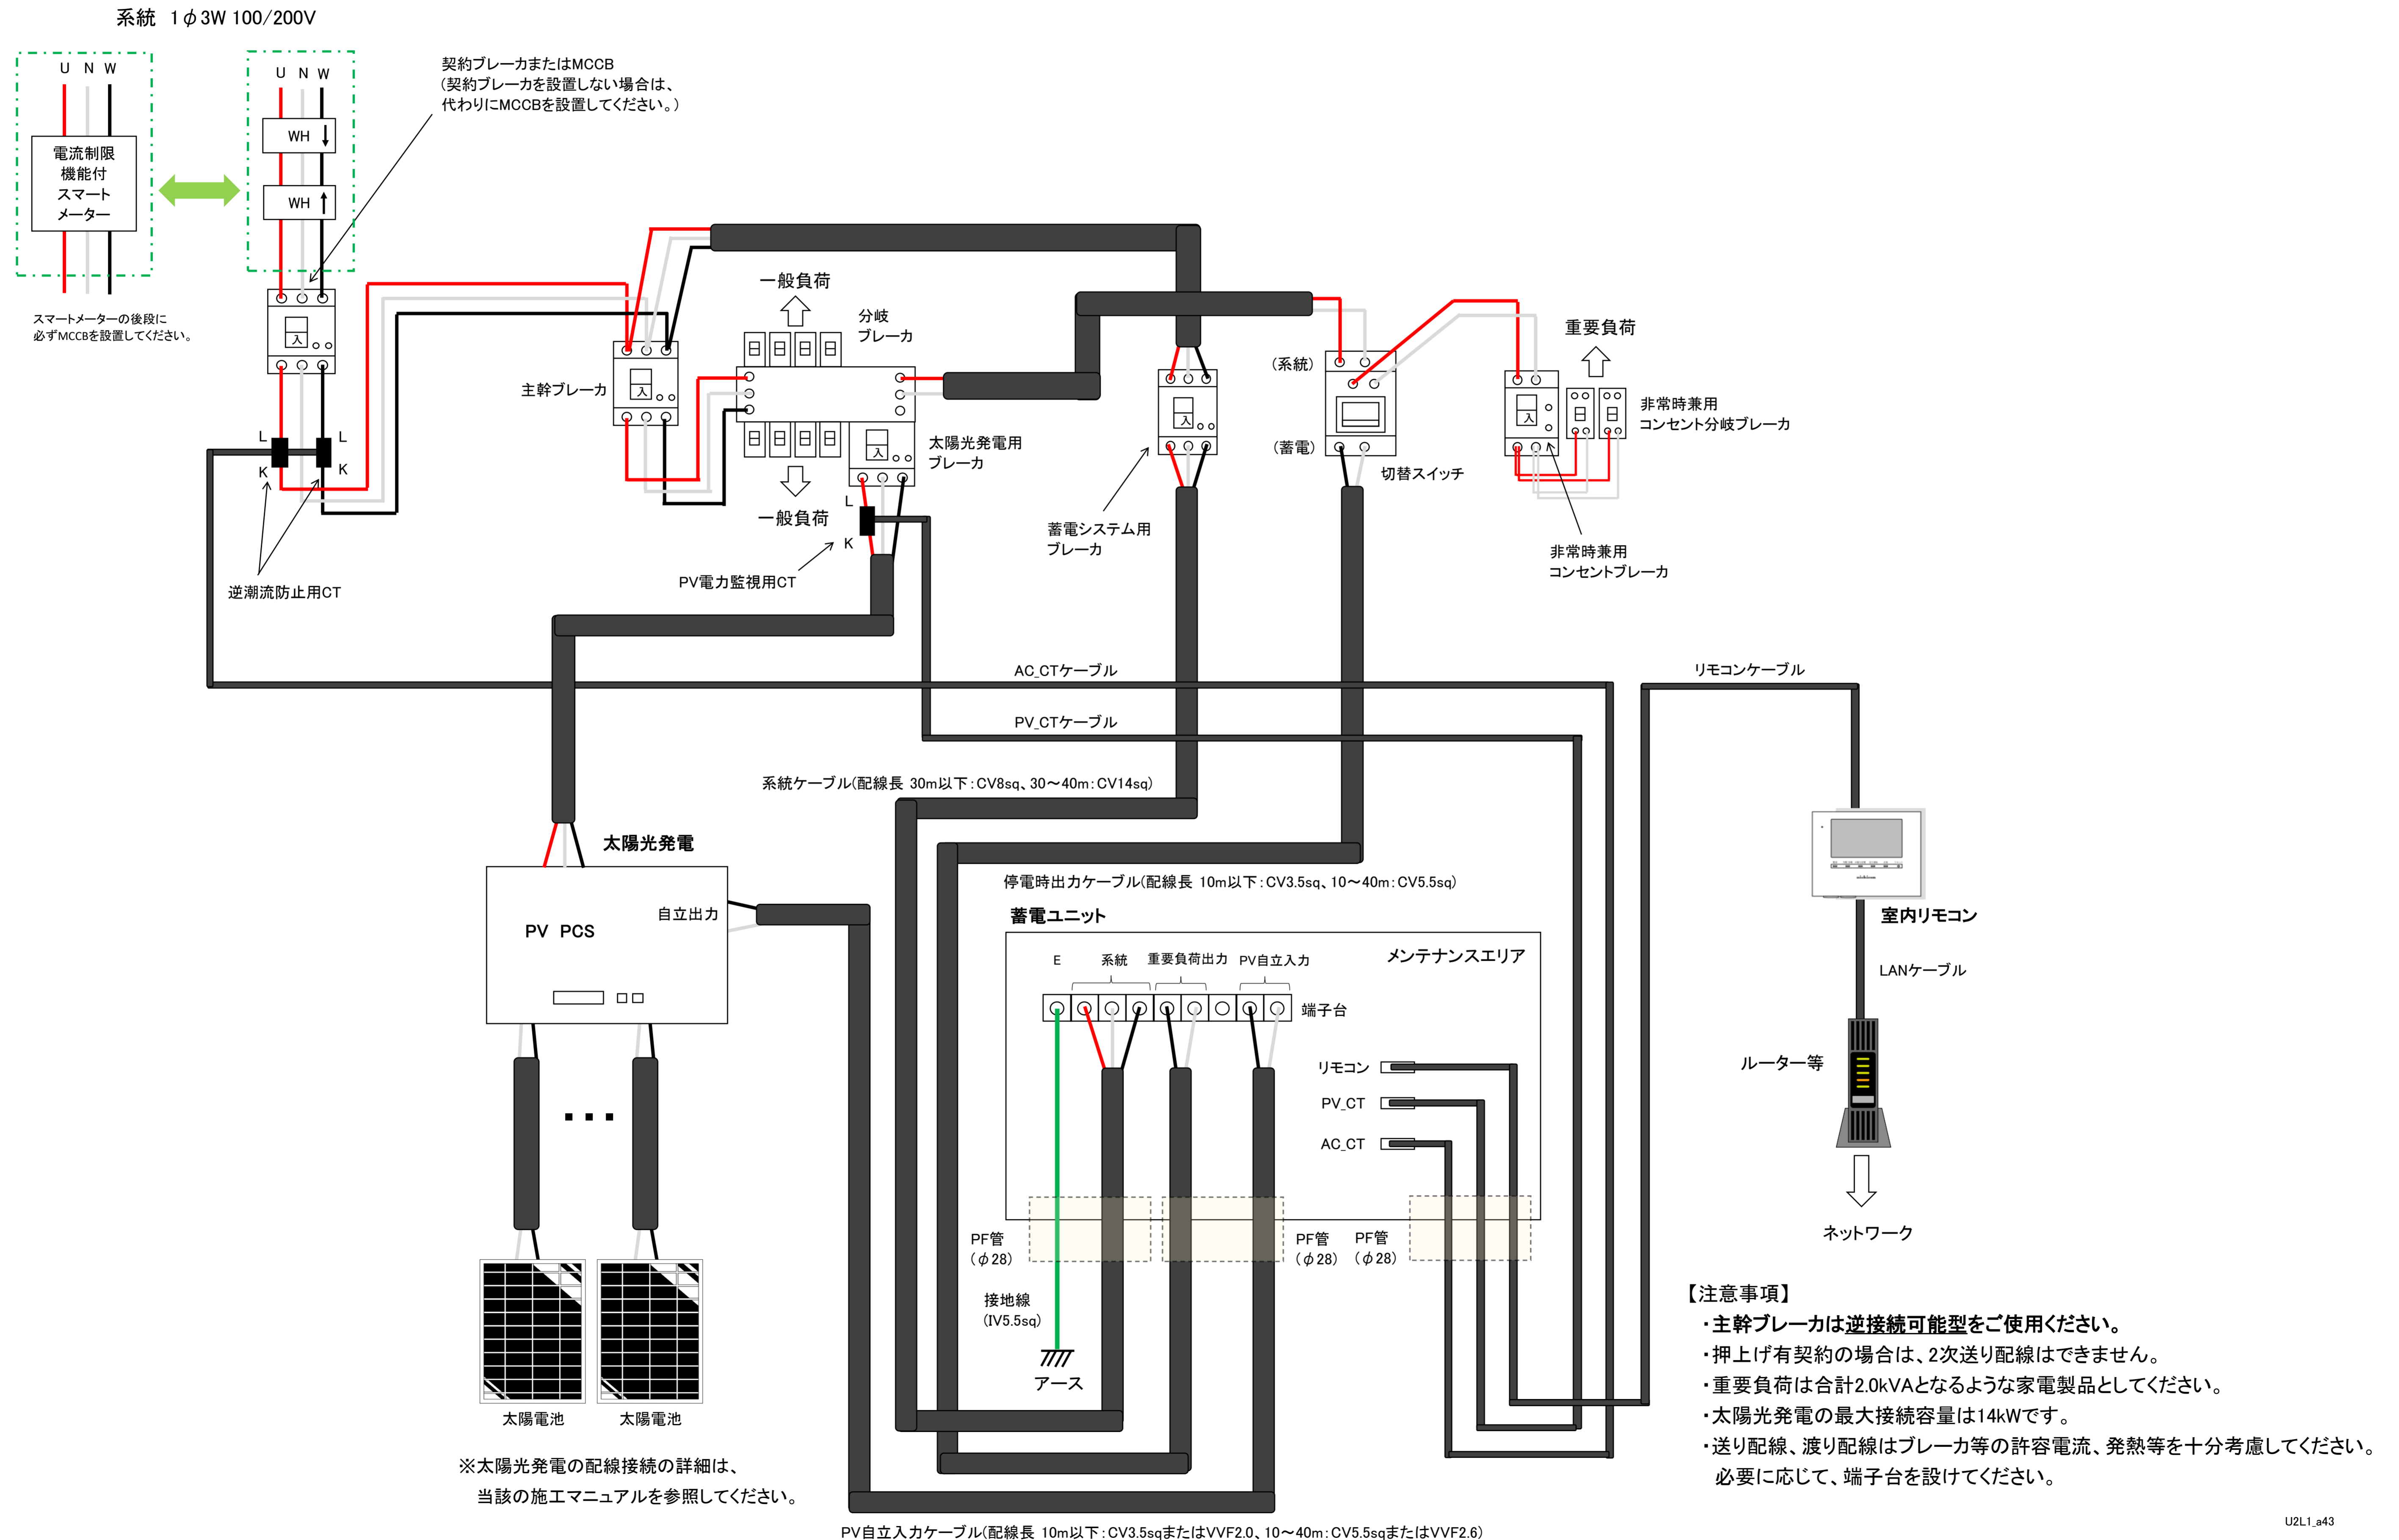 系統 1φ3W 100/200V
U N W
U N W
契約ブレーカまたはMCCB
(契約ブレーカを設置しない場合は、
代わりにMCCBを設置してください。)
WH
WH
電流制限
機能付
スマート
メーター
スマートメーターの後段に
必ずMCCBを設置してください。
入
L
K
L
K
逆潮流防止用CT
主幹ブレーカ
入
一般負荷
分岐
ブレーカ
太陽光発電用
ブレーカ
入
一般負荷
L
K
PV電力監視用CT
入
蓄電システム用
ブレーカ
(系統)
(蓄電)
切替スイッチ
重要負荷
入
非常時兼用
コンセント分岐ブレーカ
非常時兼用
コンセントブレーカ
AC_CTケーブル
リモコンケーブル
PV_CTケーブル
系統ケーブル(配線長 30m以下:CV8sq、30~40m:CV14sq)
太陽光発電
停電時出力ケーブル(配線長 10m以下:CV3.5sq、10~40m:CV5.5sq)
PV PCS
自立出力
蓄電ユニット
E
系統
重要負荷出力
PV自立入力
メンテナンスエリア
端子台
リモコン
PV_CT
AC_CT
室内リモコン
LANケーブル
ルーター等
ネットワーク
PF管
(φ28)
PF管
(φ28)
PF管
(φ28)
接地線
(IV5.5sq)
アース
太陽電池
太陽電池
※太陽光発電の配線接続の詳細は、
当該の施工マニュアルを参照してください。
【注意事項】
・主幹ブレーカは逆接続可能型をご使用ください。
・押上げ有契約の場合は、2次送り配線はできません。
・重要負荷は合計2.0kVAとなるような家電製品としてください。
・太陽光発電の最大接続容量は14kWです。
・送り配線、渡り配線はブレーカ等の許容電流、発熱等を十分考慮してください。
必要に応じて、端子台を設けてください。
PV自立入力ケーブル(配線長 10m以下:CV3.5sqまたはVVF2.0、10~40m:CV5.5sqまたはVVF2.6)
U2L1_a43